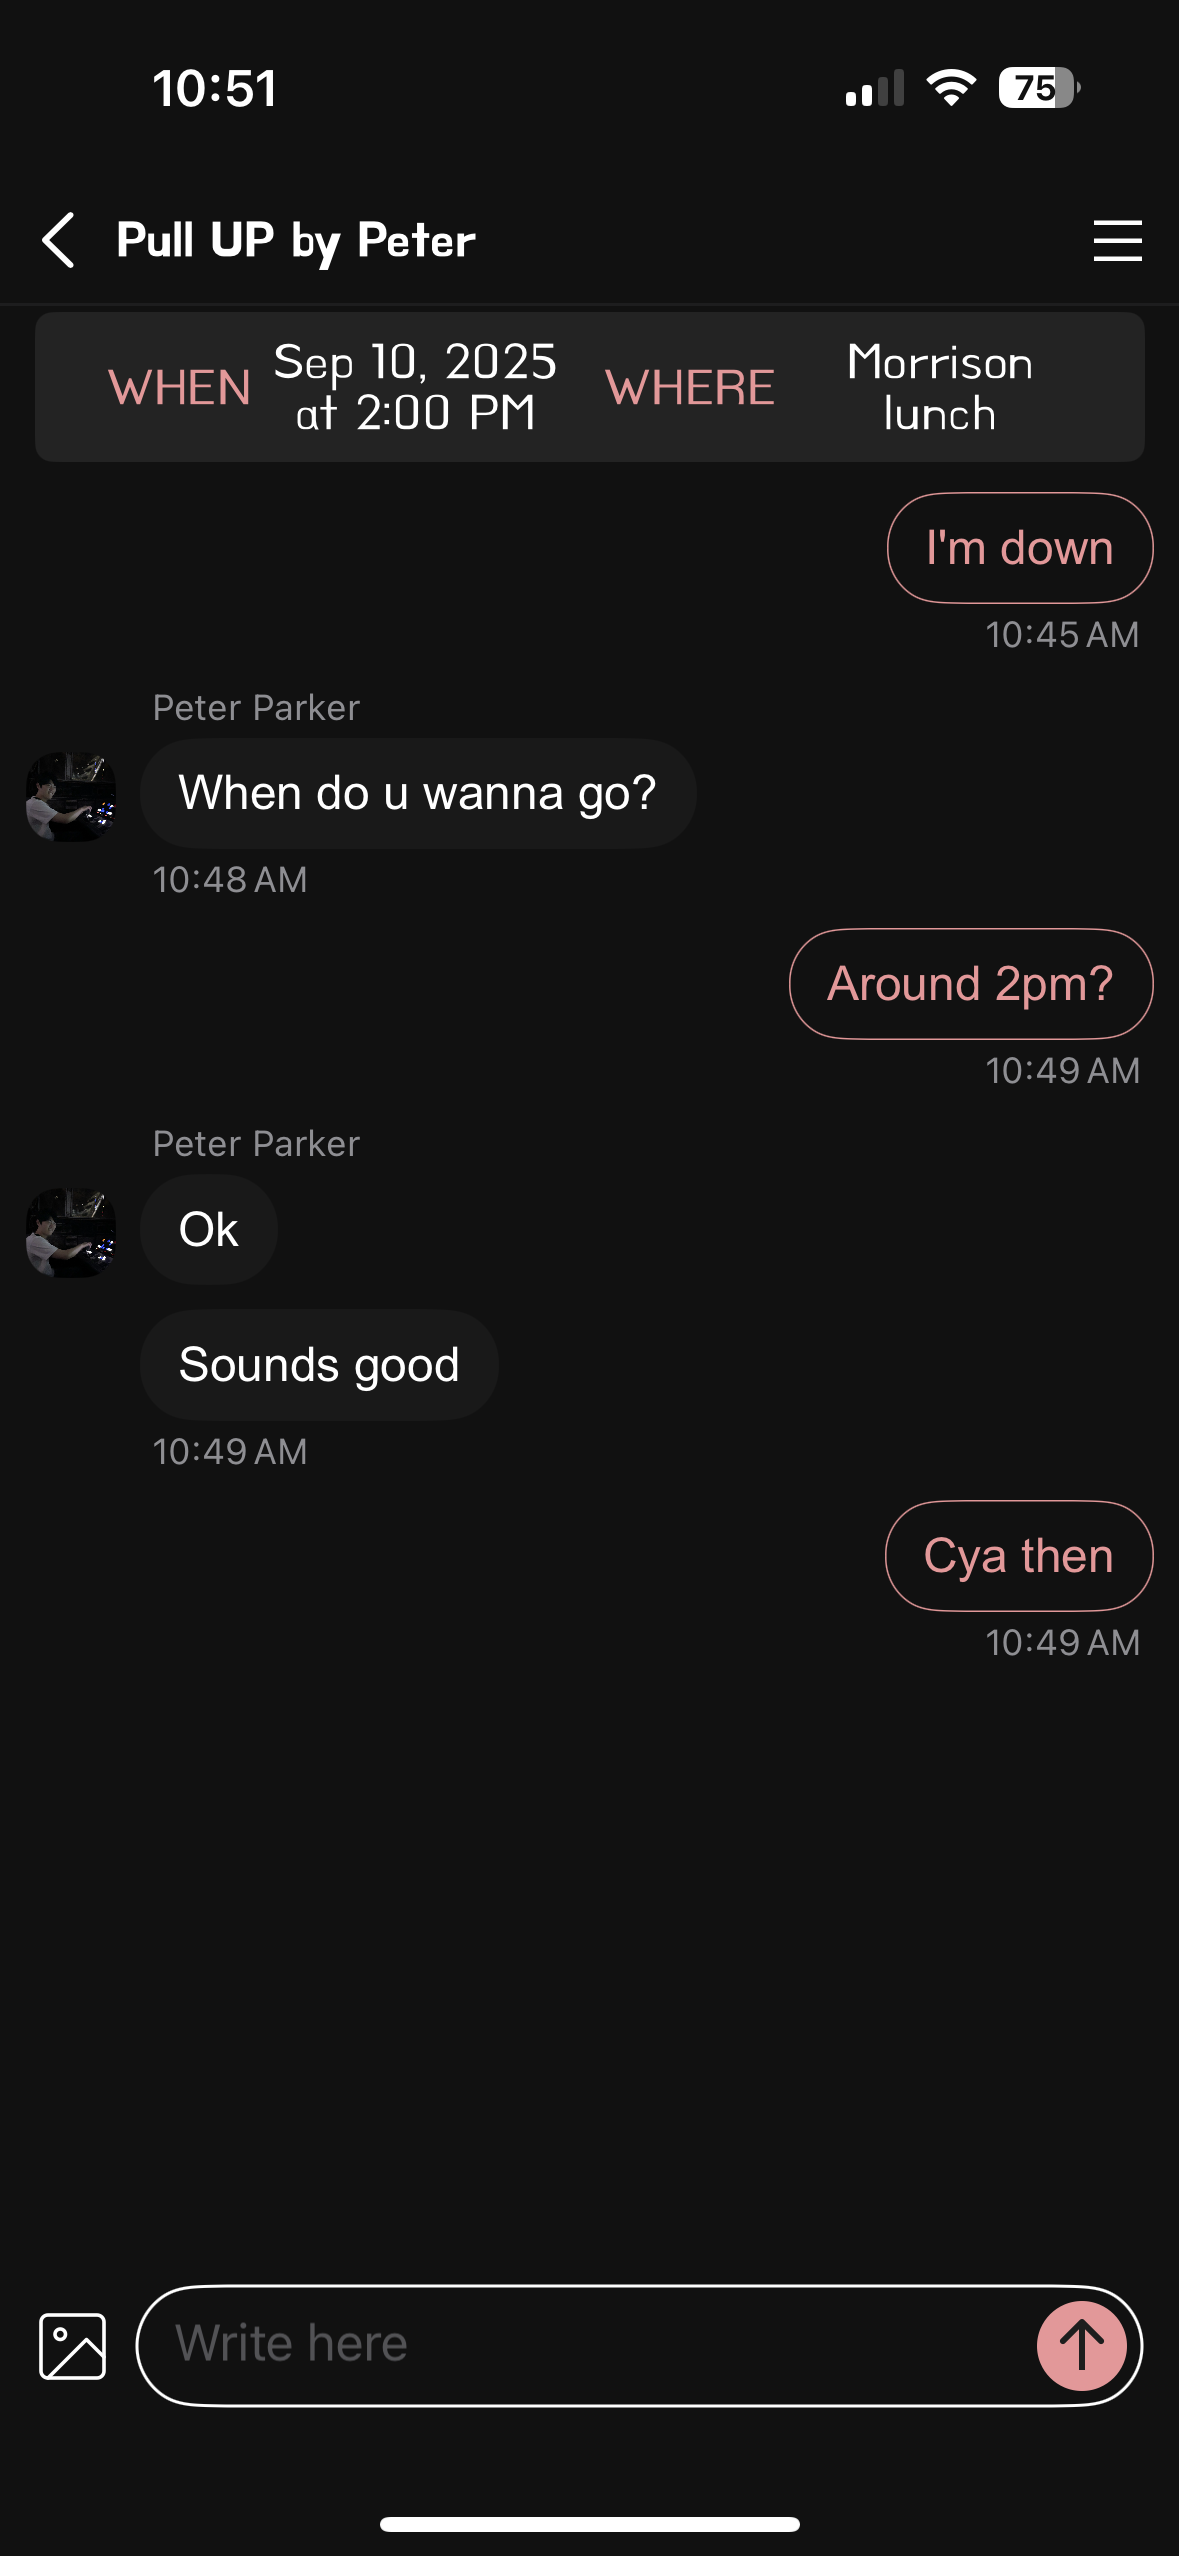 10:51
75
Pull UP by Peter
WHEN
Sep 10, 2025
at 2:00 PM
WHERE
Morrison
lunch
I'm down
10:45 AM
Peter Parker
When do u wanna go?
10:48 AM
Around 2pm?
10:49 AM
Peter Parker
Ok
Sounds good
10:49 AM
Cya then
10:49 AM
Write here